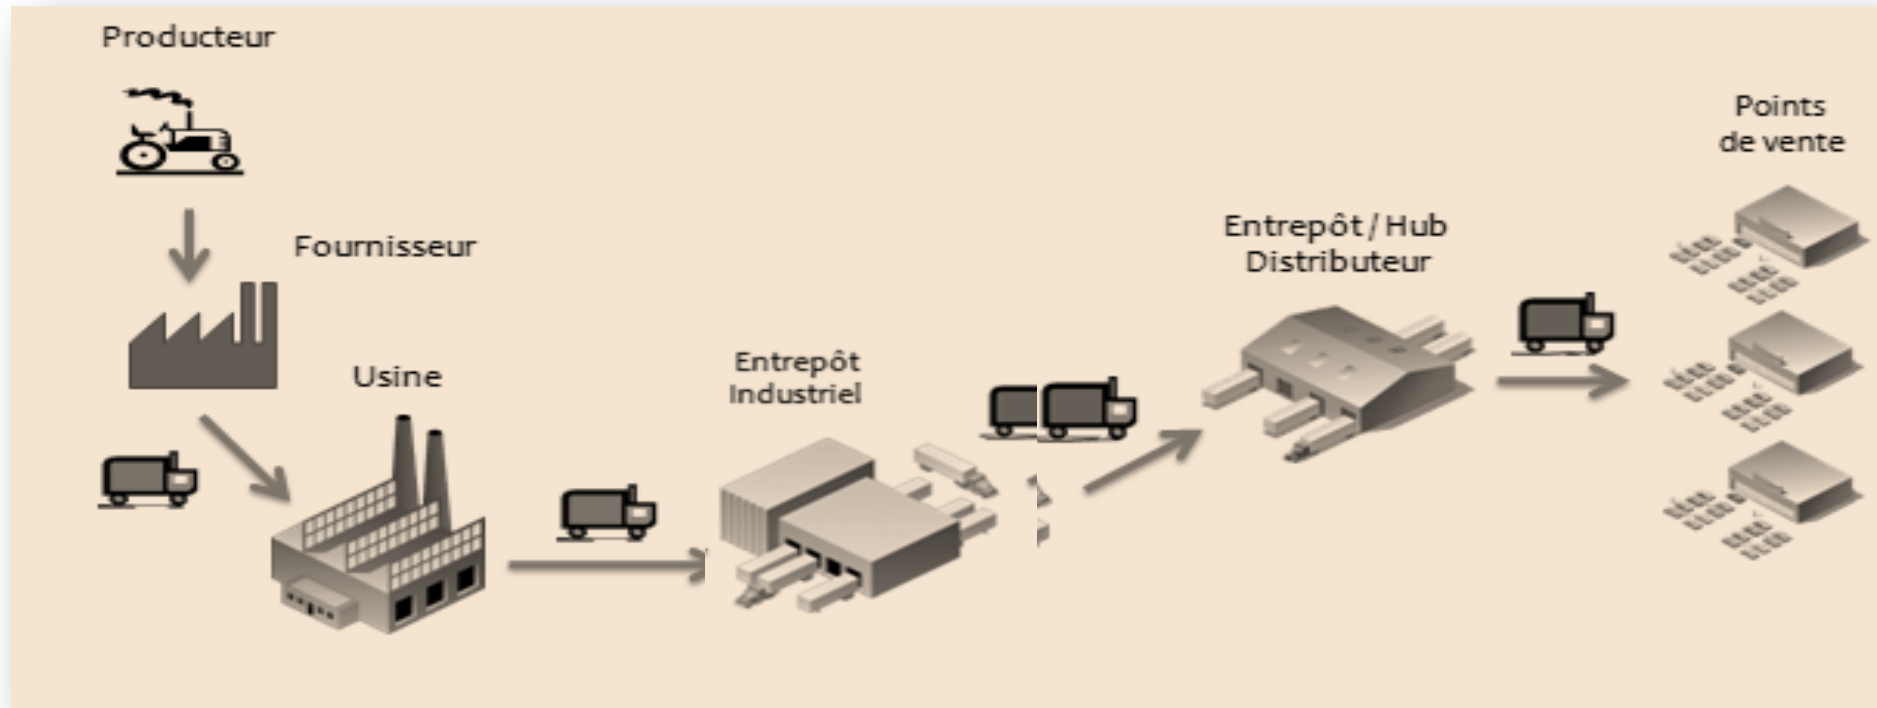 Producteur
Fournisseur
Usine
Entrepôt
Industriel
Entrepôt / Hub
Distributeur
Points
de vente